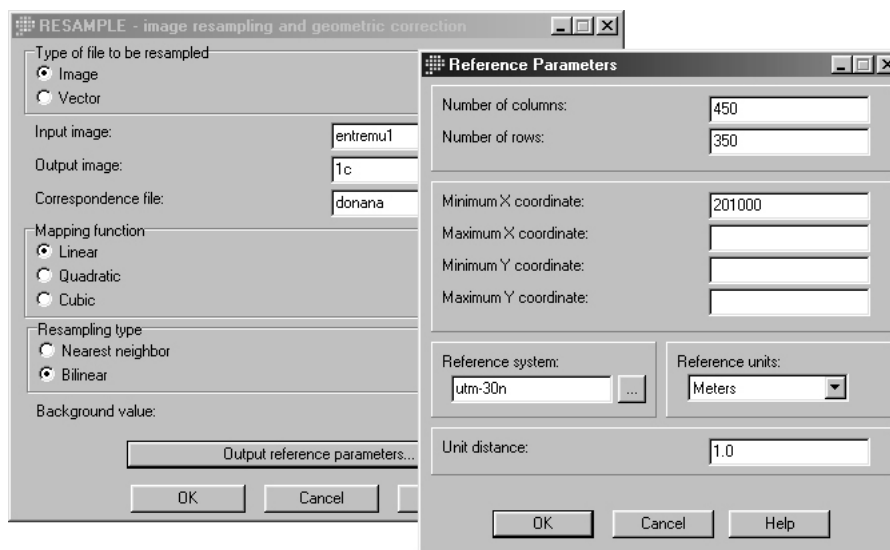 RESAMPLE - image resampling and geometric correction
Type of file to be resampled
Image
Vector
Input image:
entremu1
Output image:
1c
Correspondence file:
donana
Mapping function
Linear
Quadratic
Cubic
Resampling type
Nearest neighbor
Bilinear
Background value:
Output reference parameters...
OK
Cancel
Reference Parameters
Number of columns:
450
Number of rows:
350
Minimum X coordinate:
201000
Maximum X coordinate:
Minimum Y coordinate:
Maximum Y coordinate:
Reference system:
utm-30n
...
Reference units:
Meters
Unit distance:
1.0
OK
Cancel
Help